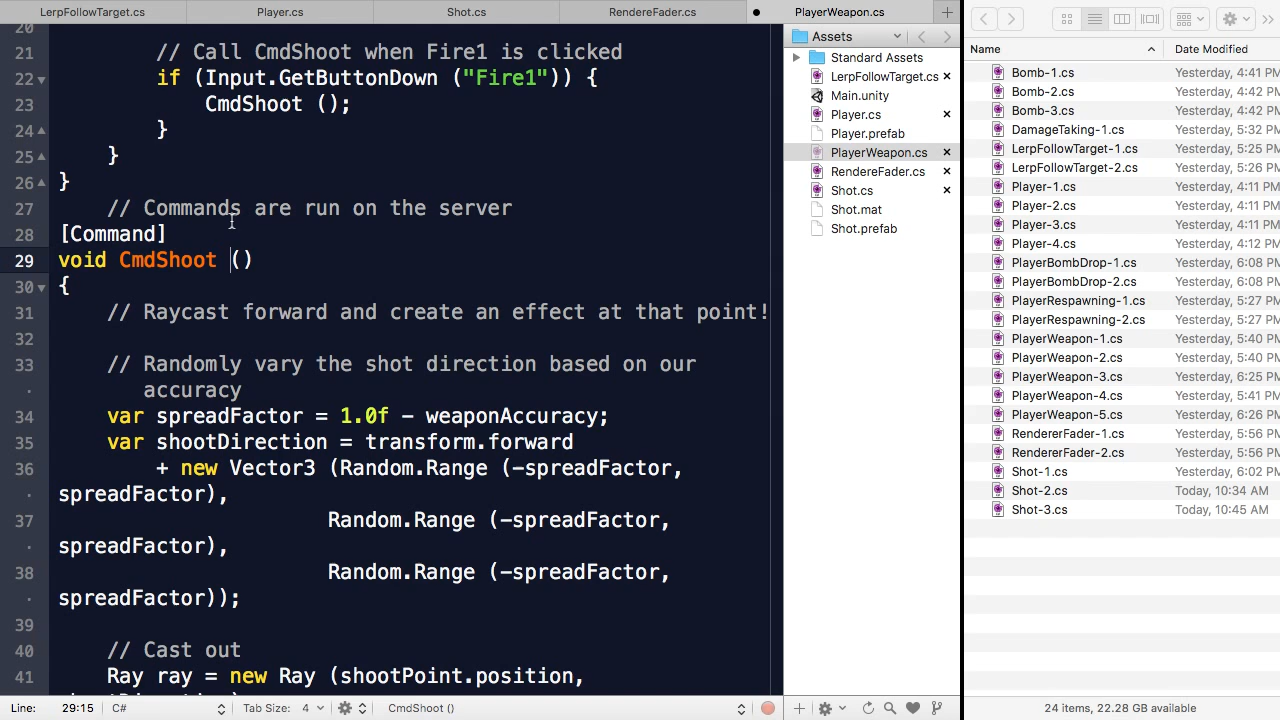 LerpFollowTarget.cs
Player.cs
Shot.cs
RendereFader.cs
PlayerWeapon.cs
20
21 // Call CmdShoot when Fire1 is clicked
22 if (Input.GetButtonDown ("Fire1")) {
23 CmdShoot ();
24 }
25 }
26 }
27 // Commands are run on the server
28 [Command]
29 void CmdShoot ()
30 {
31 // Raycast forward and create an effect at that point!
32
33 // Randomly vary the shot direction based on our
accuracy
34 var spreadFactor = 1.0f - weaponAccuracy;
35 var shootDirection = transform.forward
36 + new Vector3 (Random.Range (-spreadFactor,
spreadFactor),
37 Random.Range (-spreadFactor,
spreadFactor),
38 Random.Range (-spreadFactor,
spreadFactor));
39
40 // Cast out
41 Ray ray = new Ray (shootPoint.position,
Line: 29:15 C# Tab Size: 4 CmdShoot ()
Assets
Standard Assets
LerpFollowTarget.cs
Main.unity
Player.cs
Player.prefab
PlayerWeapon.cs
RendereFader.cs
Shot.cs
Shot.mat
Shot.prefab
Name Date Modified
Bomb-1.cs Yesterday, 4:41 PM
Bomb-2.cs Yesterday, 4:42 PM
Bomb-3.cs Yesterday, 4:42 PM
DamageTaking-1.cs Yesterday, 5:32 PM
LerpFollowTarget-1.cs Yesterday, 5:25 PM
LerpFollowTarget-2.cs Yesterday, 5:26 PM
Player-1.cs Yesterday, 4:11 PM
Player-2.cs Yesterday, 4:11 PM
Player-3.cs Yesterday, 4:11 PM
Player-4.cs Yesterday, 4:12 PM
PlayerBombDrop-1.cs Yesterday, 6:08 PM
PlayerBombDrop-2.cs Yesterday, 6:08 PM
PlayerRespawning-1.cs Yesterday, 5:27 PM
PlayerRespawning-2.cs Yesterday, 5:27 PM
PlayerWeapon-1.cs Yesterday, 5:40 PM
PlayerWeapon-2.cs Yesterday, 5:40 PM
PlayerWeapon-3.cs Yesterday, 6:25 PM
PlayerWeapon-4.cs Yesterday, 5:41 PM
PlayerWeapon-5.cs Yesterday, 6:26 PM
RendererFader-1.cs Yesterday, 5:56 PM
RendererFader-2.cs Yesterday, 5:56 PM
Shot-1.cs Yesterday, 6:02 PM
Shot-2.cs Today, 10:34 AM
Shot-3.cs Today, 10:45 AM
24 items, 22.28 GB available